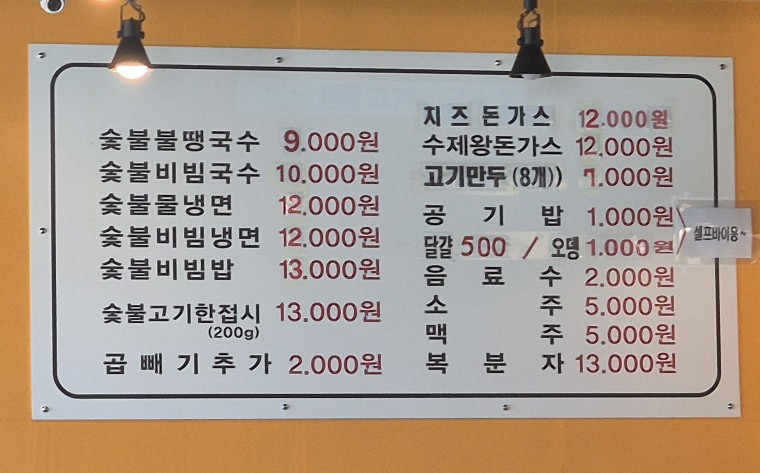 숯불불땡국수 9.000원
숯불비빔국수 10.000원
숯불물냉면 12.000원
숯불비빔냉면 12.000원
숯불비빔밥 13.000원
숯불고기한접시 13.000원
(200g)
곱빼기추가 2.000원
치즈돈가스 12.000원
수제왕돈가스 12.000원
고기만두 (8개)) 7.000원
공기밥 1.000원
달걀 500 / 오뎅 1.000원
셀프바이용~
음료수 2.000원
소주 5.000원
맥주 5.000원
복분자 13.000원